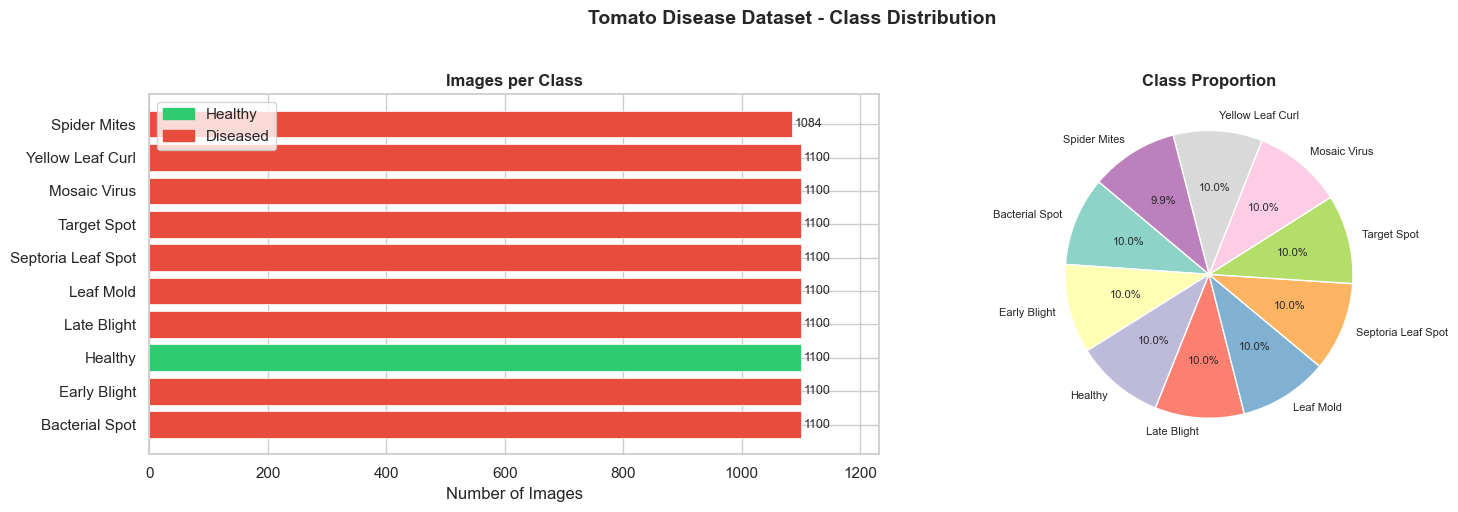 Tomato Disease Dataset - Class Distribution
Images per Class
Healthy
Diseased
Spider Mites
1084
Yellow Leaf Curl
1100
Mosaic Virus
1100
Target Spot
1100
Septoria Leaf Spot
1100
Leaf Mold
1100
Late Blight
1100
Healthy
1100
Early Blight
1100
Bacterial Spot
1100
0 200 400 600 800 1000 1200
Number of Images
Class Proportion
Yellow Leaf Curl
10.0%
Mosaic Virus
10.0%
Target Spot
10.0%
Septoria Leaf Spot
10.0%
Leaf Mold
10.0%
Late Blight
10.0%
Healthy
10.0%
Early Blight
10.0%
Bacterial Spot
10.0%
Spider Mites
9.9%